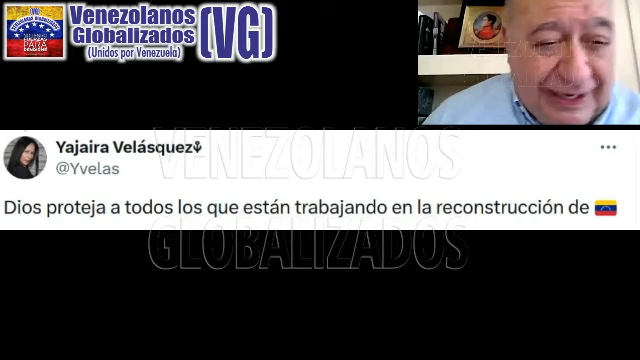 Venezolanos
Globalizados
(Unidos por Venezuela)
(VG)
Yajaira Velásquez
@Yvelas
Dios proteja a todos los que están trabajando en la reconstrucción de
VENEZOLANOS
GLOBALIZADOS